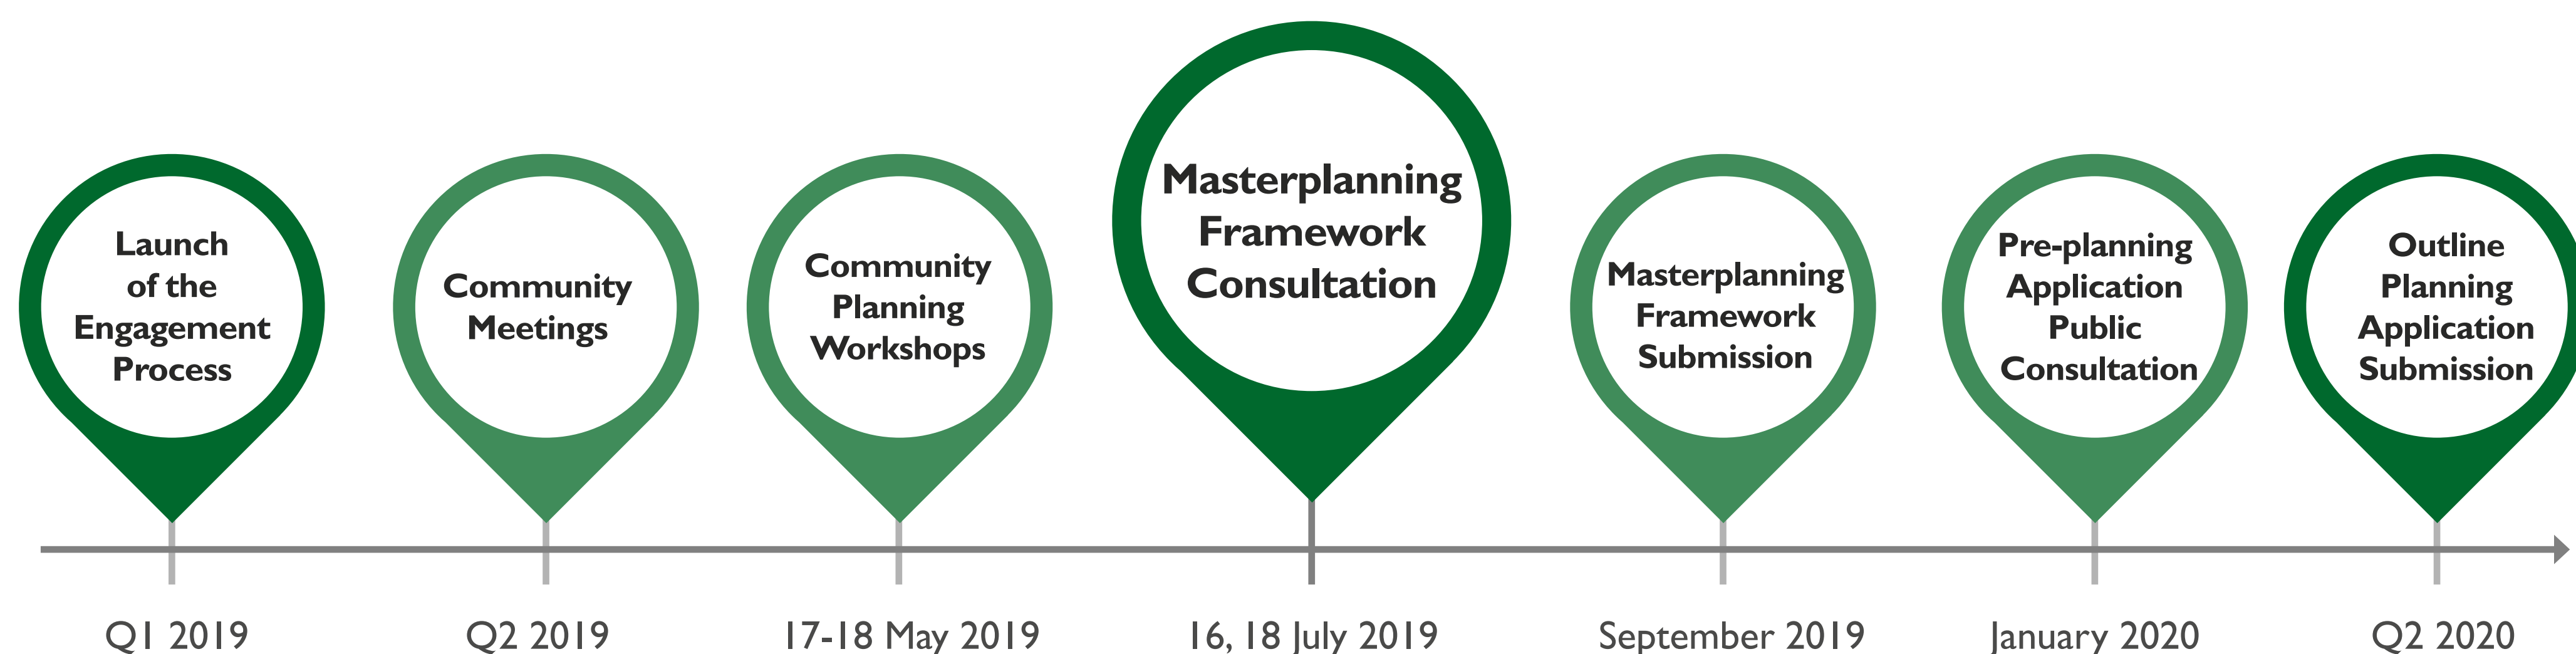 Launch
of the
Engagement
Process
Community
Meetings
Community
Planning
Workshops
Masterplanning
Framework
Consultation
Masterplanning
Framework
Submission
Pre-planning
Application
Public
Consultation
Outline
Planning
Application
Submission
Q1 2019
Q2 2019
17-18 May 2019
16, 18 July 2019
September 2019
January 2020
Q2 2020